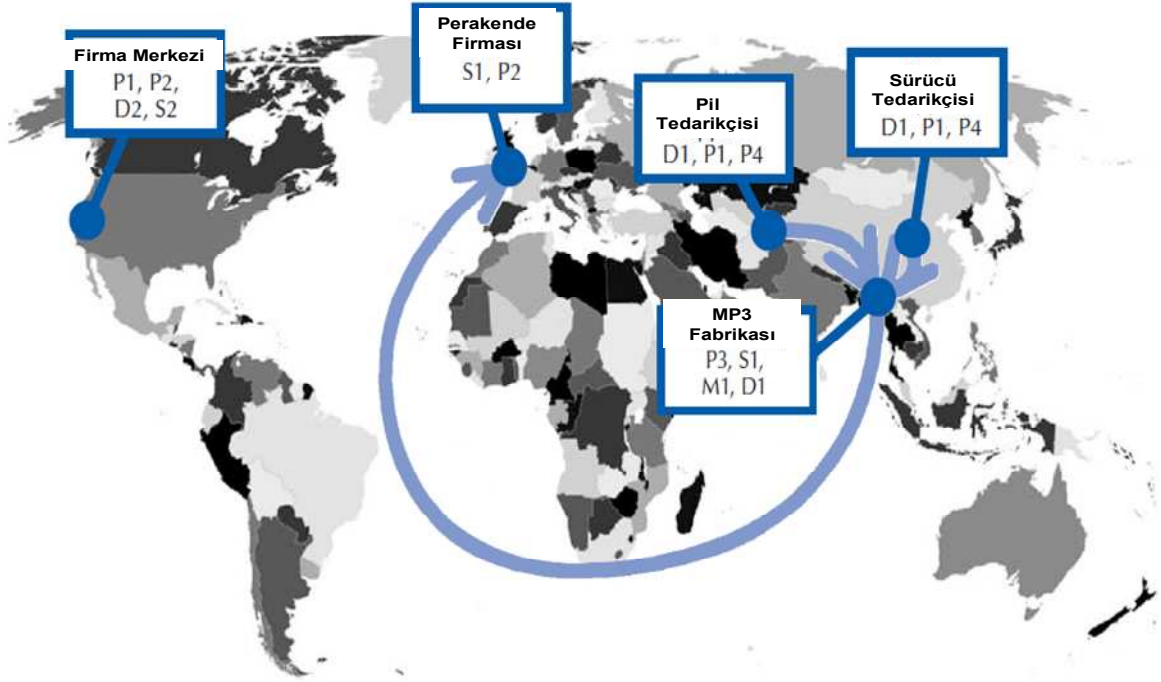 Firma Merkezi
P1, P2,
D2, S2
Perakende
Firması
S1, P2
Pil
Tedarikçisi
D1, P1, P4
Sürücü
Tedarikçisi
D1, P1, P4
MP3
Fabrikası
P3, S1,
M1, D1